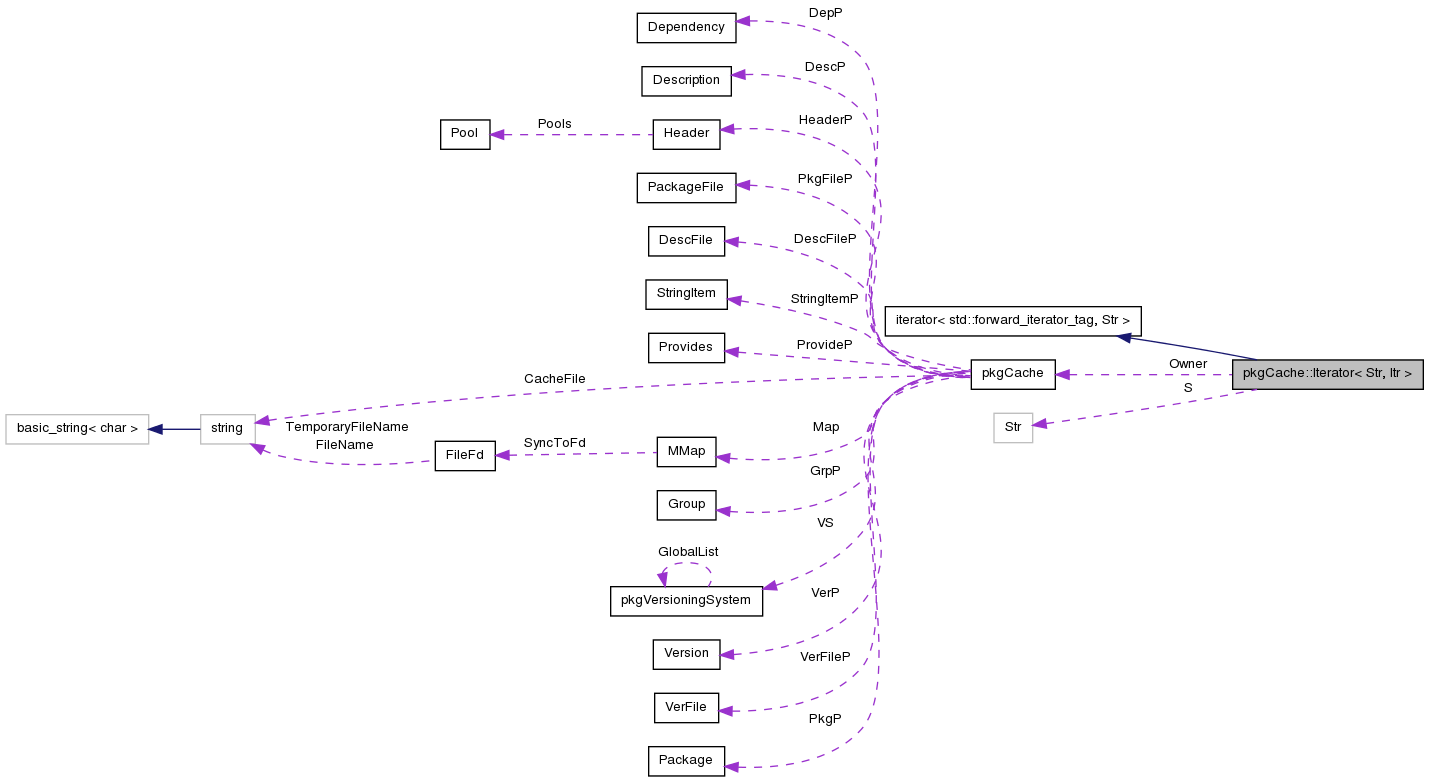 DepP
Dependency
DescP
Description
HeaderP
Pool
Pools
Header
PkgFileP
PackageFile
DescFileP
DescFile
StringItemP
StringItem
iterator< std::forward_iterator_tag, Str >
ProvideP
Provides
Owner
pkgCache
pkgCache::Iterator< Str, Itr >
CacheFile
S
basic_string< char >
string
TemporaryFileName
FileName
Str
Map
SyncToFd
FileFd
MMap
GrpP
Group
VS
GlobalList
pkgVersioningSystem
VerP
Version
VerFileP
VerFile
PkgP
Package